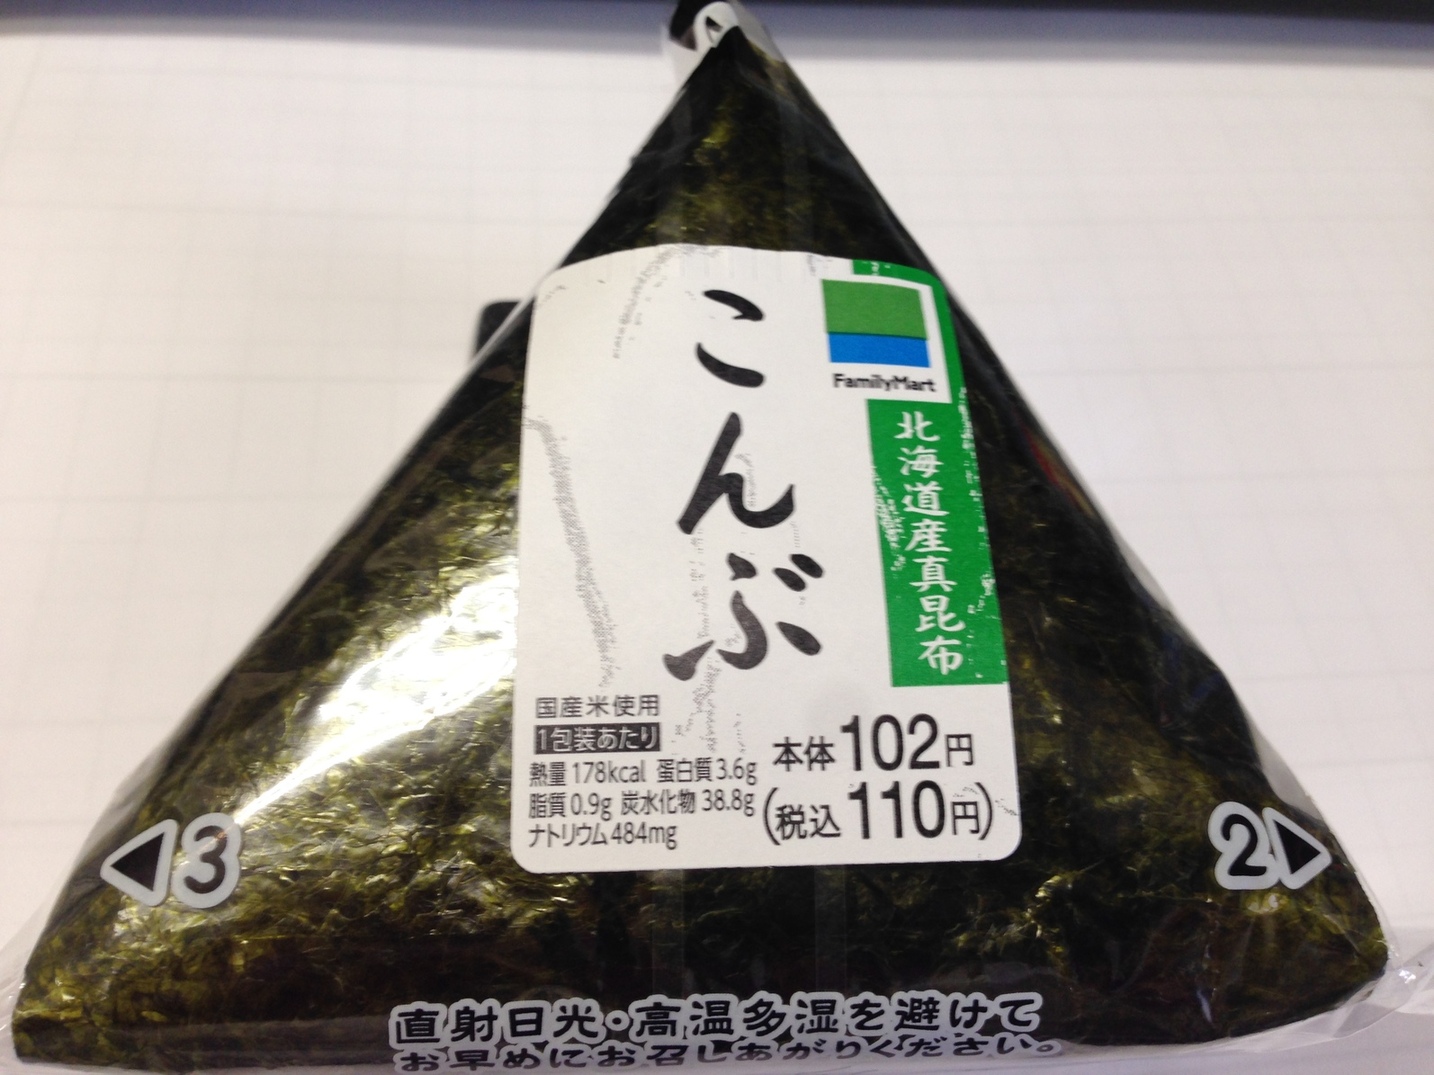 こんぶ
FamilyMart
北海道産真昆布
国産米使用
1包装あたり
熱量 178kcal 蛋白質 3.6g
脂質 0.9g 炭水化物 38.8g
ナトリウム 484mg
本体 102円
(税込 110円)
3
2
直射日光・高温多湿を避けて
お早めにお召しあがりください。